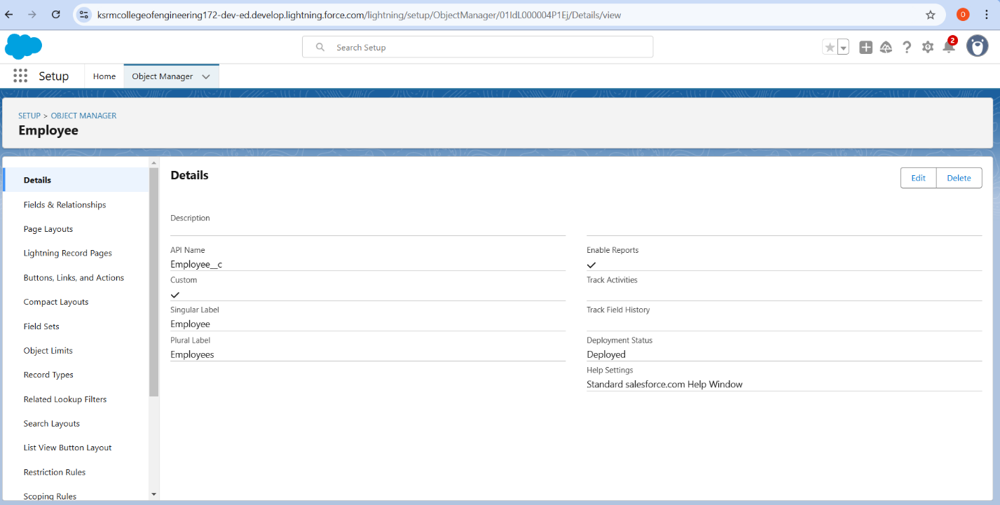 ksrmcollegeofengineering172-dev-ed.develop.lightning.force.com/lightning/setup/ObjectManager/01IdL000004P1Ej/Details/view
O
Search Setup
2
Setup
Home
Object Manager
SETUP > OBJECT MANAGER
Employee
Details
Fields & Relationships
Page Layouts
Lightning Record Pages
Buttons, Links, and Actions
Compact Layouts
Field Sets
Object Limits
Record Types
Related Lookup Filters
Search Layouts
List View Button Layout
Restriction Rules
Scoping Rules
Details
Edit
Delete
Description
API Name
Employee__c
Custom
Singular Label
Employee
Plural Label
Employees
Enable Reports
Track Activities
Track Field History
Deployment Status
Deployed
Help Settings
Standard salesforce.com Help Window